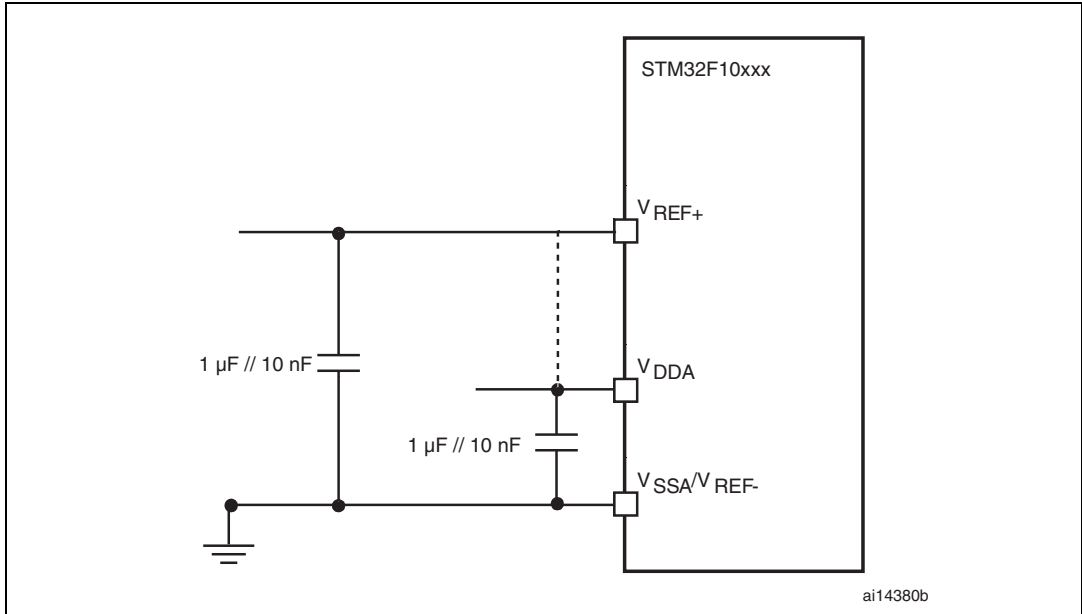 STM32F10xxx
VREF+
1 µF // 10 nF
VDDA
1 µF // 10 nF
VSSA/VREF-
ai14380b